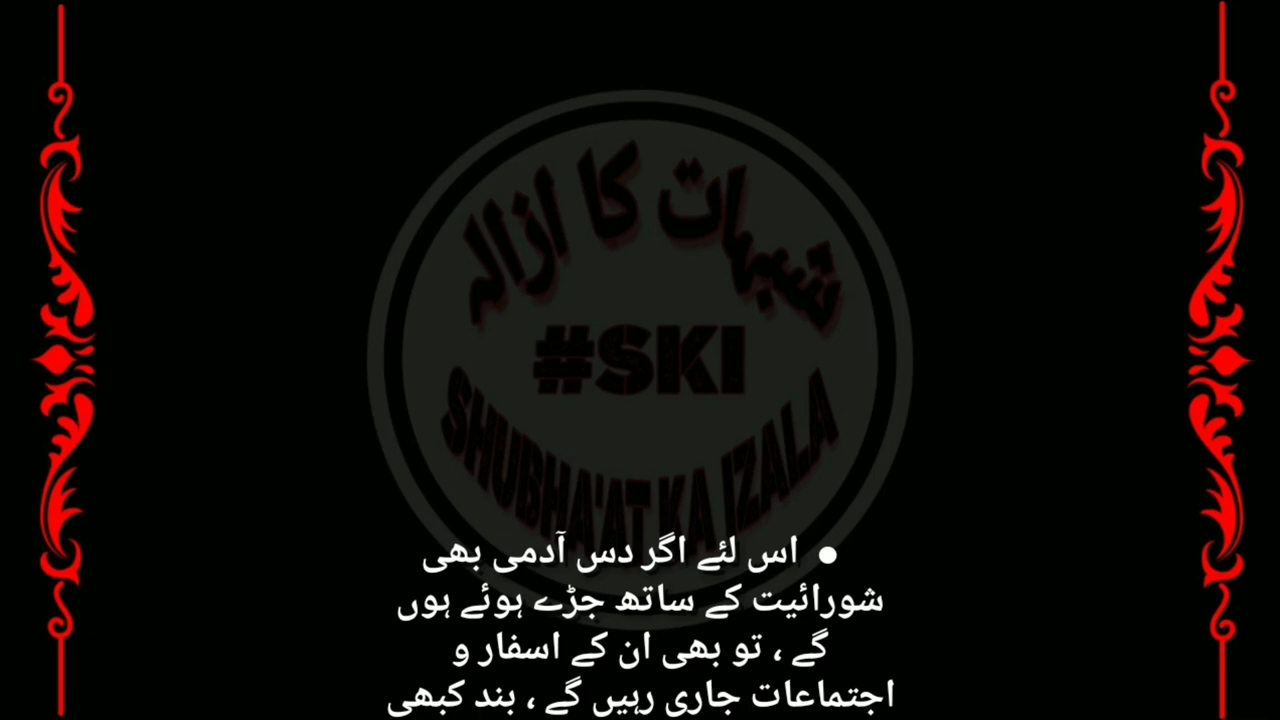 شبہات کا ازالہ
#SKI
SHUBHA'AT KA IZALA
• اس لئے اگر دس آدمی بھی
شورائیت کے ساتھ جڑے ہوئے ہوں
گے ، تو بھی ان کے اسفار و
اجتماعات جاری رہیں گے ، بند کبھی